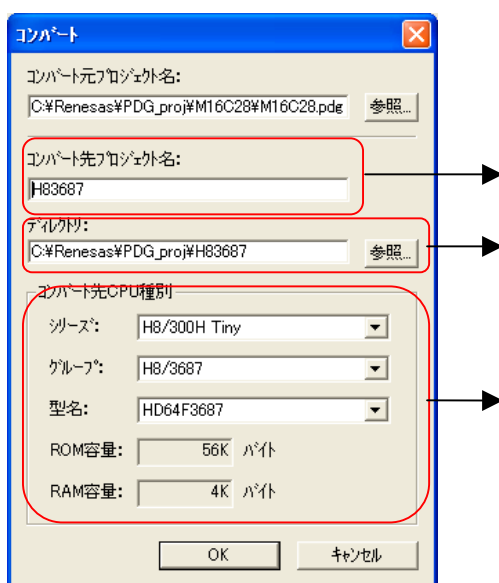 コンバート
コンバート元プロジェクト名:
C:¥Renesas¥PDG_proj¥M16C28¥M16C28.pdg 参照...
コンバート先プロジェクト名:
H83687
ディレクトリ:
C:¥Renesas¥PDG_proj¥H83687 参照...
コンバート先CPU種別
シリーズ: H8/300H Tiny
グループ: H8/3687
型名: HD64F3687
ROM容量: 56K バイト
RAM容量: 4K バイト
OK キャンセル